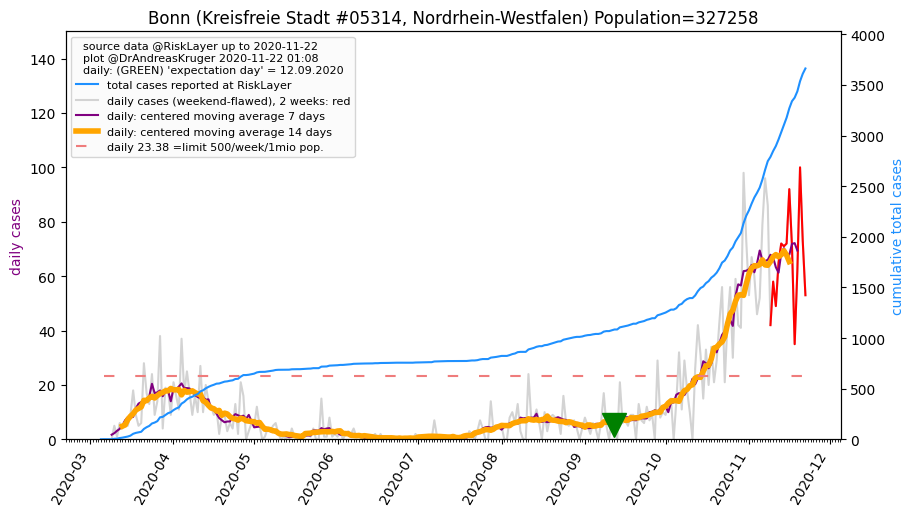 Bonn (Kreisfreie Stadt #05314, Nordrhein-Westfalen) Population=327258
source data @RiskLayer up to 2020-11-22
plot @DrAndreasKruger 2020-11-22 01:08
daily: (GREEN) 'expectation day' = 12.09.2020
total cases reported at RiskLayer
daily cases (weekend-flawed), 2 weeks: red
daily: centered moving average 7 days
daily: centered moving average 14 days
daily 23.38 =limit 500/week/1mio pop.
daily cases
140
120
100
80
60
40
20
0
cumulative total cases
4000
3500
3000
2500
2000
1500
1000
500
0
2020-03
2020-04
2020-05
2020-06
2020-07
2020-08
2020-09
2020-10
2020-11
2020-12